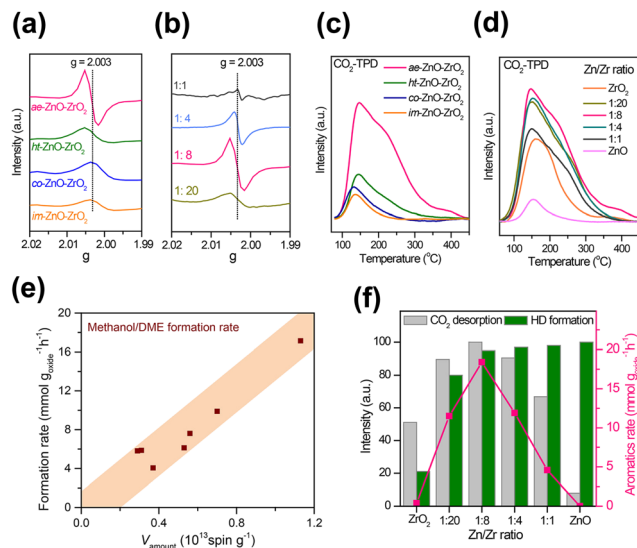 (a)
g = 2.003
ae-ZnO-ZrO2
ht-ZnO-ZrO2
co-ZnO-ZrO2
im-ZnO-ZrO2
Intensity (a.u.)
2.02 2.01 2.00 1.99
g
(b)
g = 2.003
1:1
1: 4
1: 8
1: 20
2.02 2.01 2.00 1.99
g
(c)
CO2-TPD
ae-ZnO-ZrO2
ht-ZnO-ZrO2
co-ZnO-ZrO2
im-ZnO-ZrO2
Intensity (a.u.)
100 200 300 400
Temperature (°C)
(d)
CO2-TPD
Zn/Zr ratio
ZrO2
1:20
1:8
1:4
1:1
ZnO
Intensity (a.u.)
100 200 300 400
Temperature (°C)
(e)
Methanol/DME formation rate
Formation rate (mmol goxide-1h-1)
20
16
12
8
4
0
0.0 0.4 0.8 1.2
Vamount (10^13spin g-1)
(f)
CO2 desorption HD formation
Intensity (a.u.)
100
80
60
40
20
0
ZrO2 1:20 1:8 1:4 1:1 ZnO
Zn/Zr ratio
20
15
10
5
0
Aromatics rate (mmol goxide-1h-1)